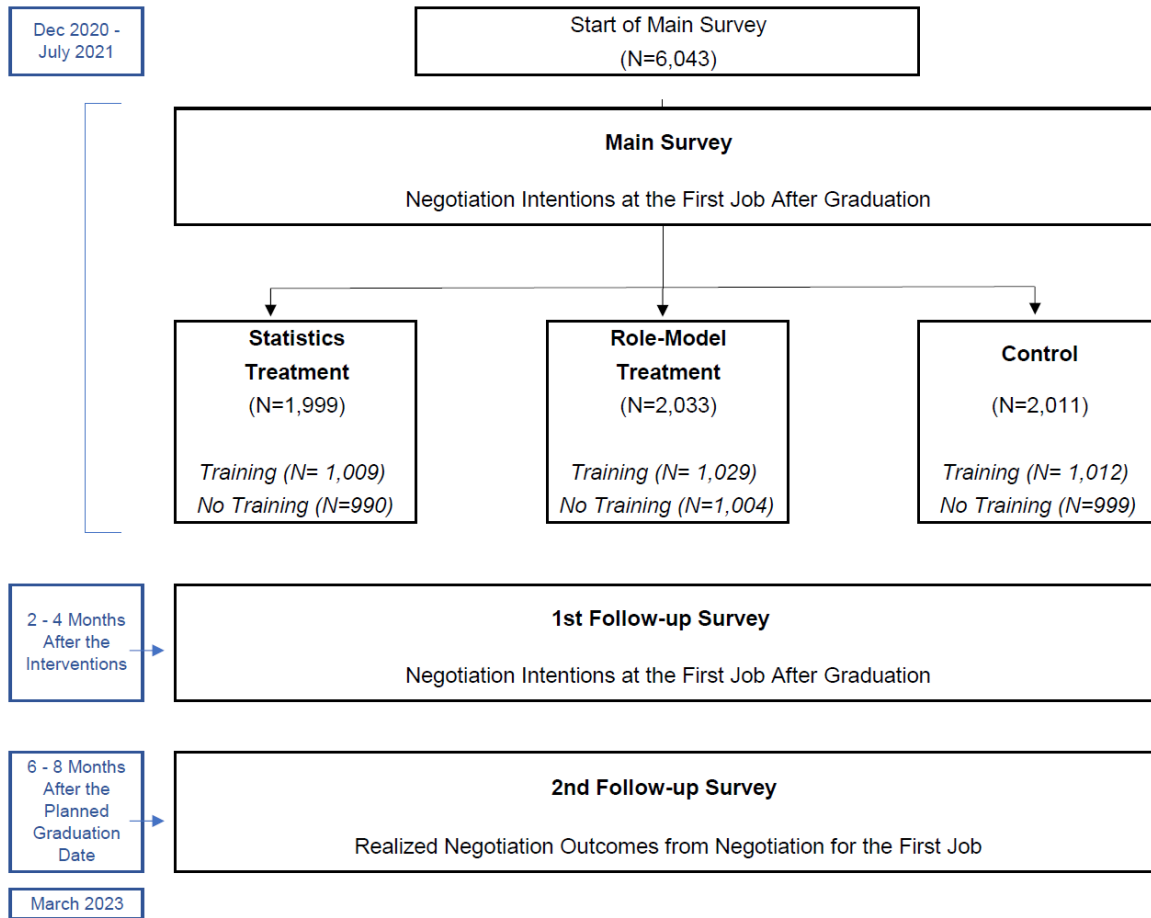 Dec 2020 -
July 2021
Start of Main Survey
(N=6,043)
Main Survey
Negotiation Intentions at the First Job After Graduation
Statistics
Treatment
(N=1,999)
Training (N= 1,009)
No Training (N=990)
Role-Model
Treatment
(N=2,033)
Training (N= 1,029)
No Training (N=1,004)
Control
(N=2,011)
Training (N= 1,012)
No Training (N=999)
2 - 4 Months
After the
Interventions
1st Follow-up Survey
Negotiation Intentions at the First Job After Graduation
6 - 8 Months
After the
Planned
Graduation
Date
2nd Follow-up Survey
Realized Negotiation Outcomes from Negotiation for the First Job
March 2023